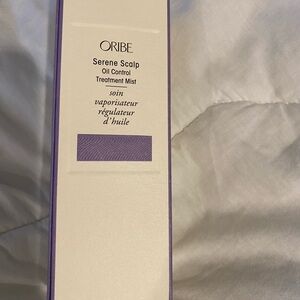 ORIBE
Serene Scalp
Oil Control
Treatment Mist
soin
vaporisateur
régulateur
d'huile